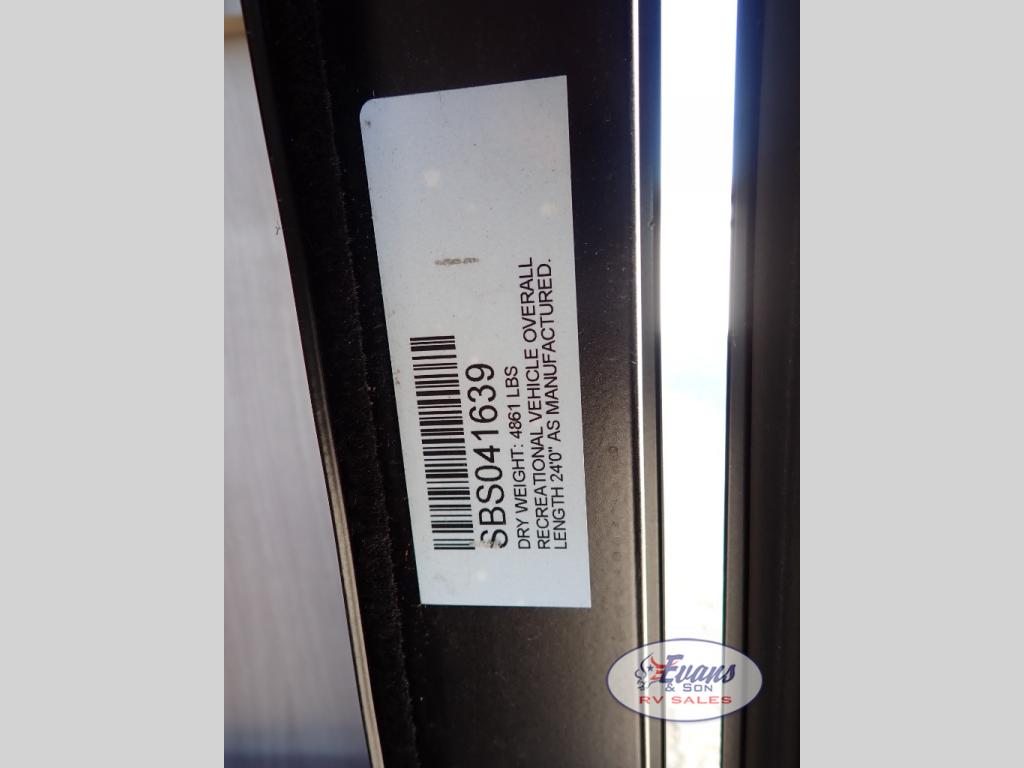 SBS041639
DRY WEIGHT: 4861 LBS
RECREATIONAL VEHICLE OVERALL
LENGTH 24'0" AS MANUFACTURED.
Evans
& SON
RV SALES